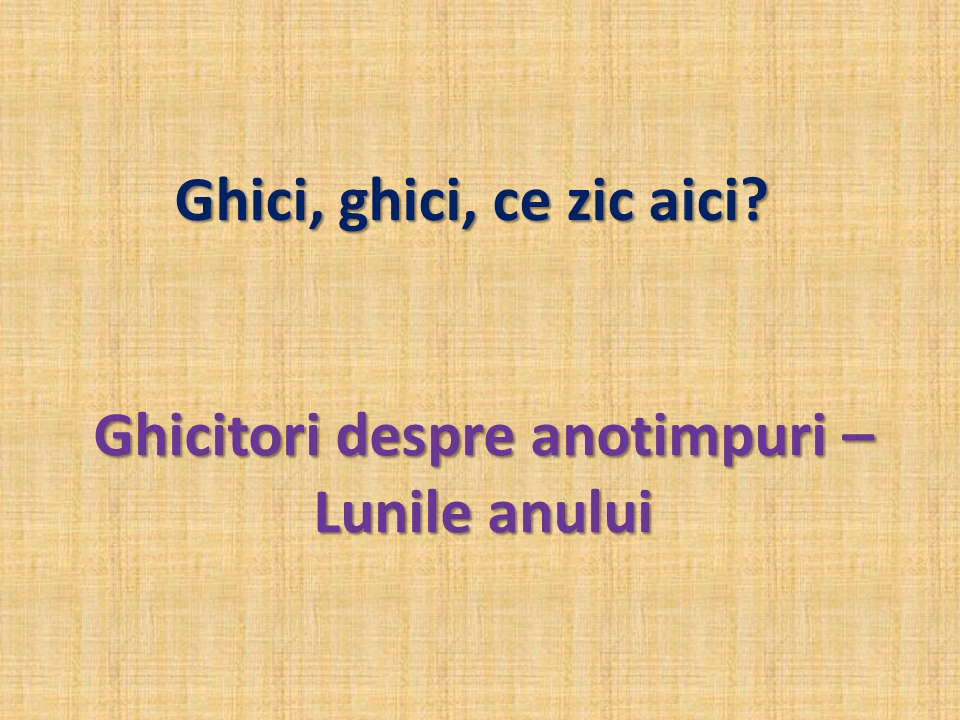 Ghici, ghici, ce zic aici?
Ghicitori despre anotimpuri –
Lunile anului